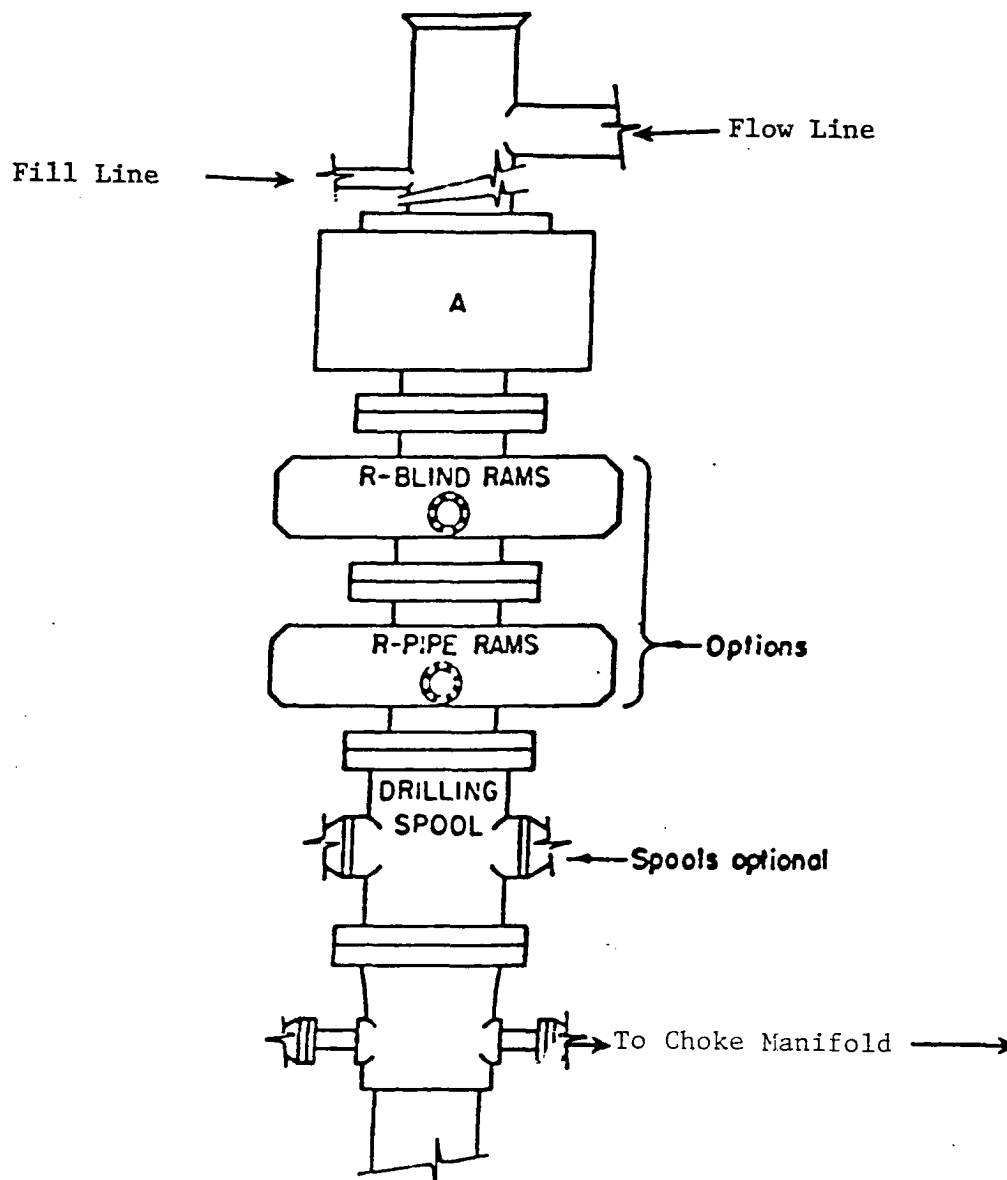 Flow Line
Fill Line
A
R-BLIND RAMS
R-PIPE RAMS
Options
DRILLING
SPOOL
Spools optional
To Choke Manifold